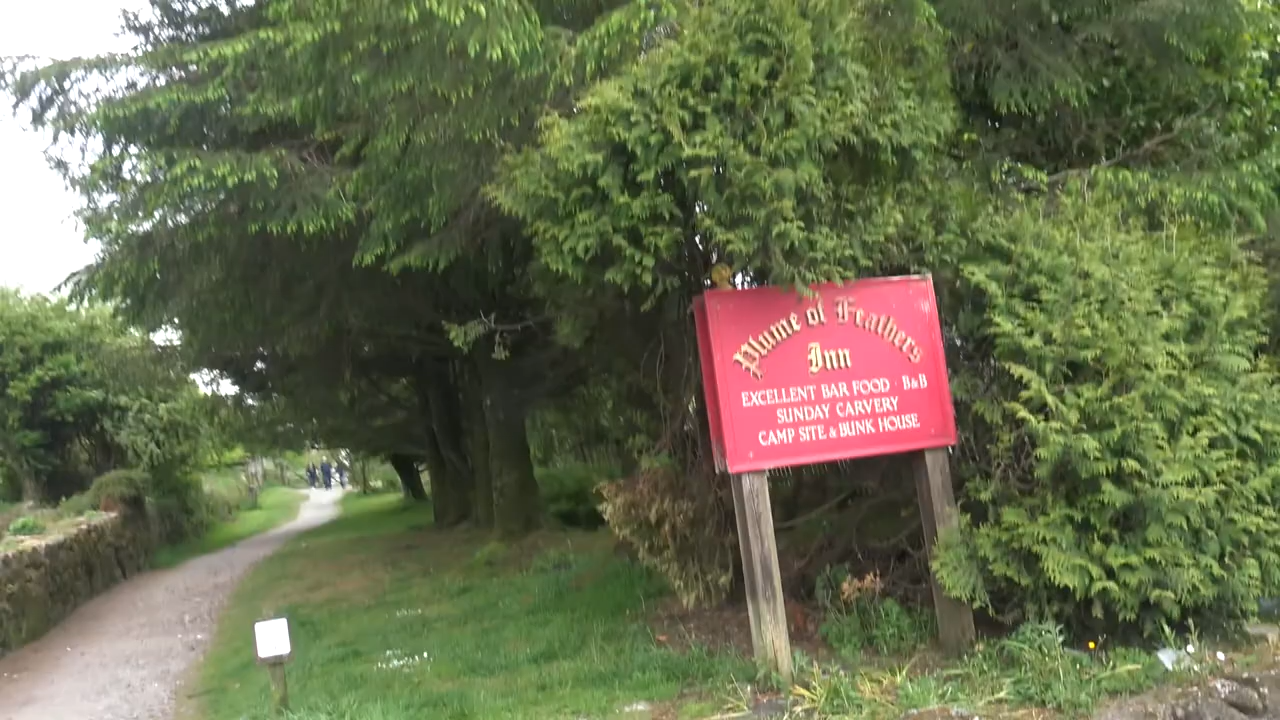 Plume of Feathers
Inn
EXCELLENT BAR FOOD · B&B
SUNDAY CARVERY
CAMP SITE & BUNK HOUSE